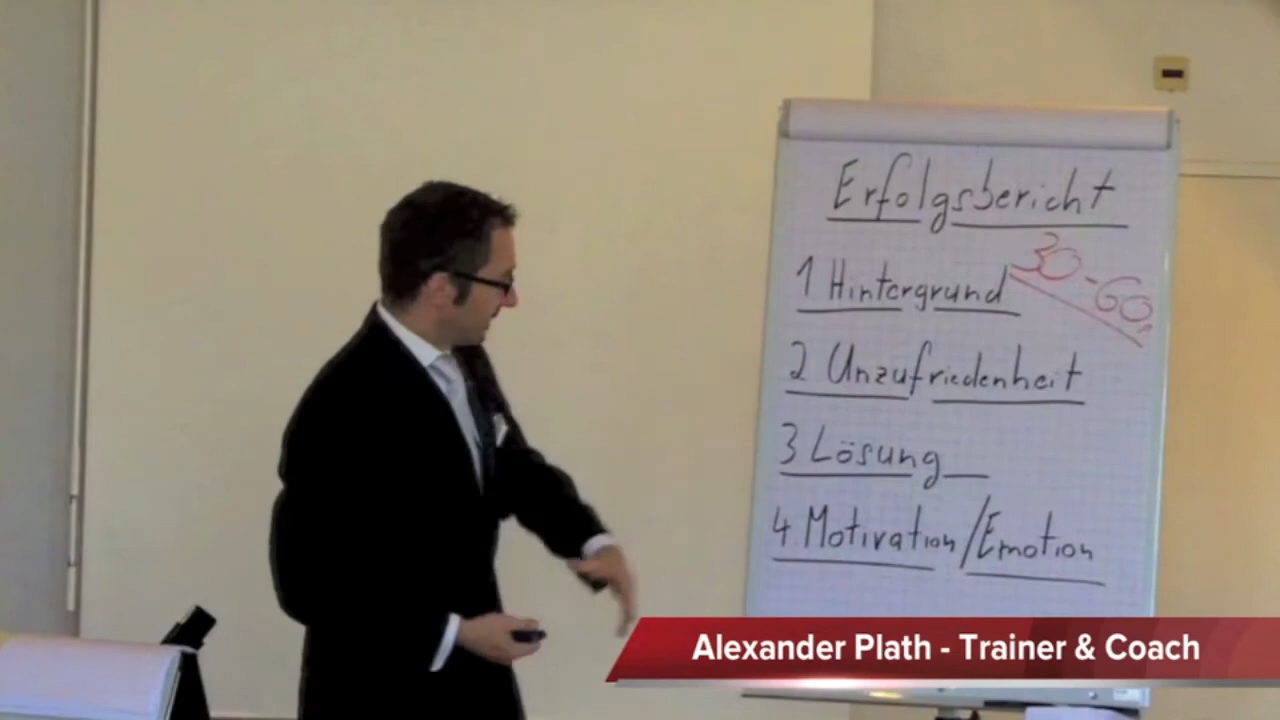 Erfolgsbericht
1 Hintergrund
30-60,
2 Unzufriedenheit
3 Lösung
4 Motivation/Emotion
Alexander Plath - Trainer & Coach